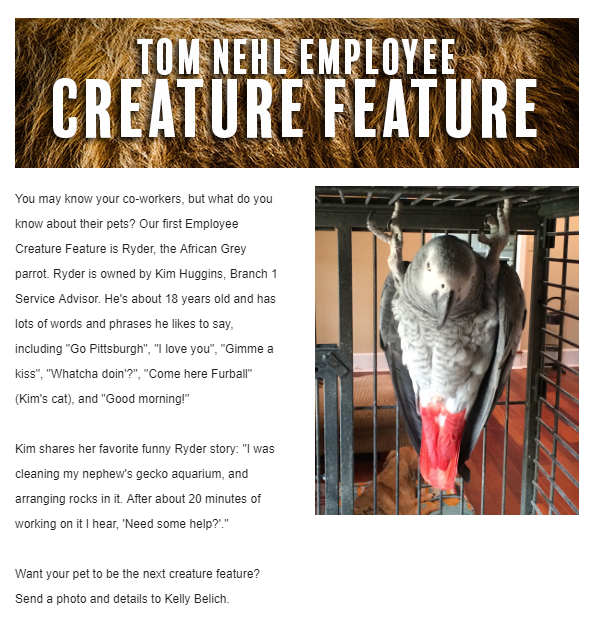 TOM NEHL EMPLOYEE
CREATURE FEATURE
You may know your co-workers, but what do you
know about their pets? Our first Employee
Creature Feature is Ryder, the African Grey
parrot. Ryder is owned by Kim Huggins, Branch 1
Service Advisor. He's about 18 years old and has
lots of words and phrases he likes to say,
including "Go Pittsburgh", "I love you", "Gimme a
kiss", "Whatcha doin'?", "Come here Furball"
(Kim's cat), and "Good morning!"
Kim shares her favorite funny Ryder story: "I was
cleaning my nephew's gecko aquarium, and
arranging rocks in it. After about 20 minutes of
working on it I hear, 'Need some help?'."
Want your pet to be the next creature feature?
Send a photo and details to Kelly Belich.